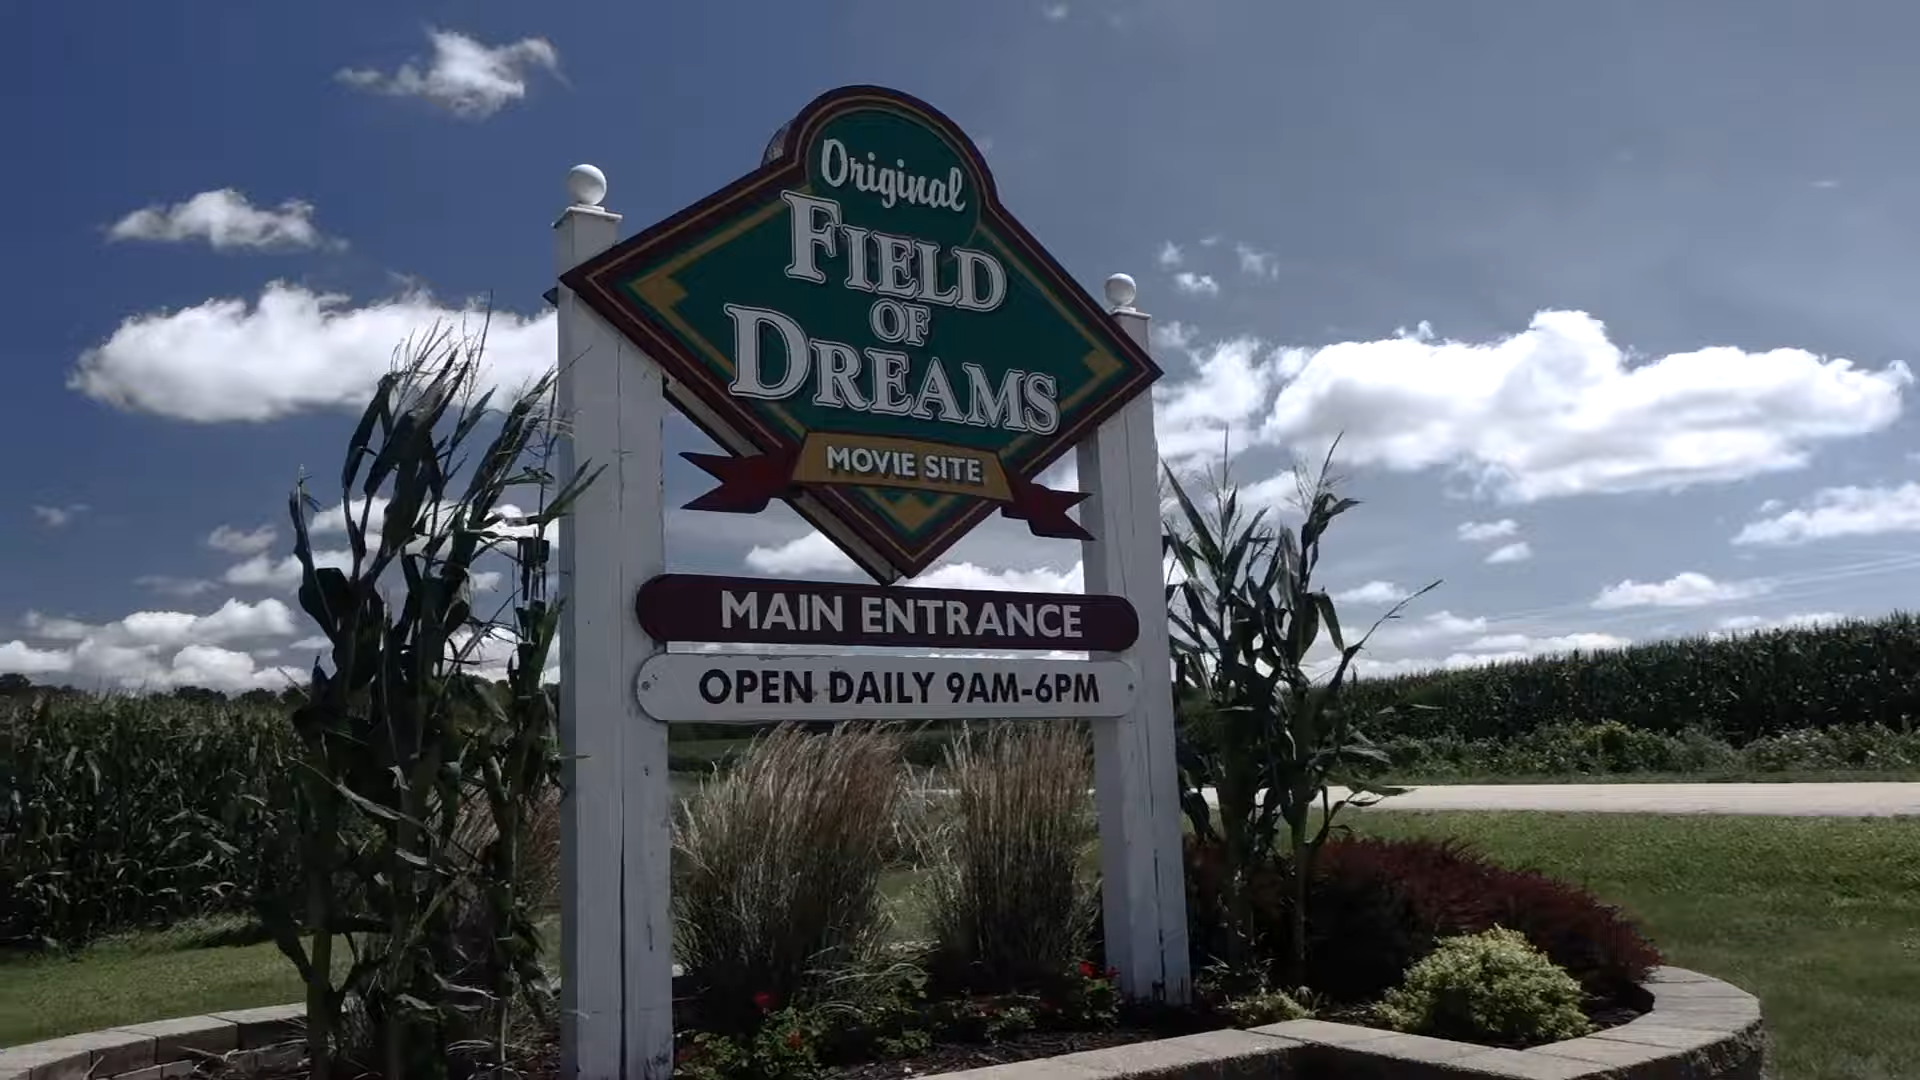 Original
FIELD
OF
DREAMS
MOVIE SITE
MAIN ENTRANCE
OPEN DAILY 9AM-6PM